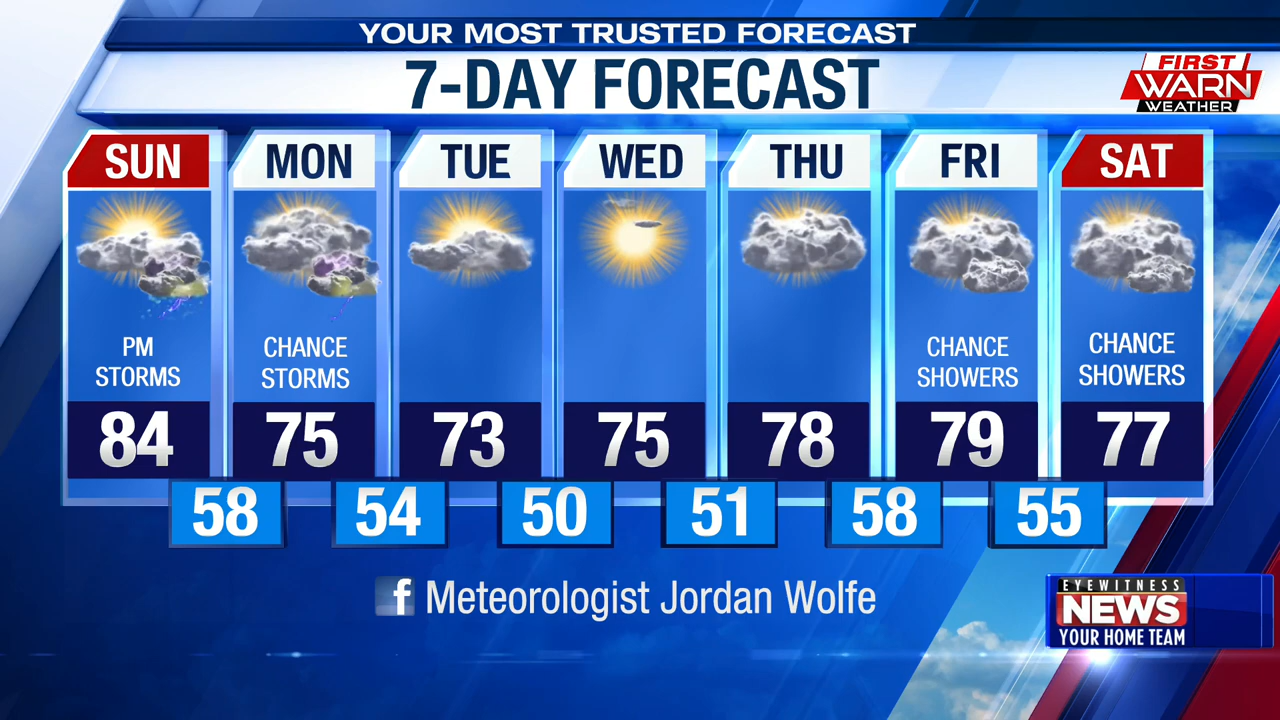 YOUR MOST TRUSTED FORECAST
7-DAY FORECAST
FIRST
WARN
WEATHER
SUN MON TUE WED THU FRI SAT
PM
STORMS
CHANCE
STORMS
CHANCE
SHOWERS
CHANCE
SHOWERS
84 75 73 75 78 79 77
58 54 50 51 58 55
f Meteorologist Jordan Wolfe
EYEWITNESS
NEWS
YOUR HOME TEAM